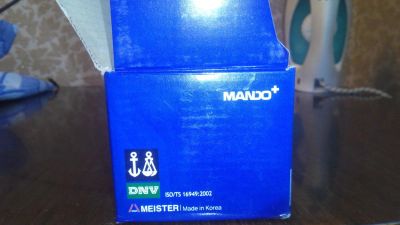 MANDO+
DNV
ISO/TS 16949:2002
MEISTER | Made in Korea